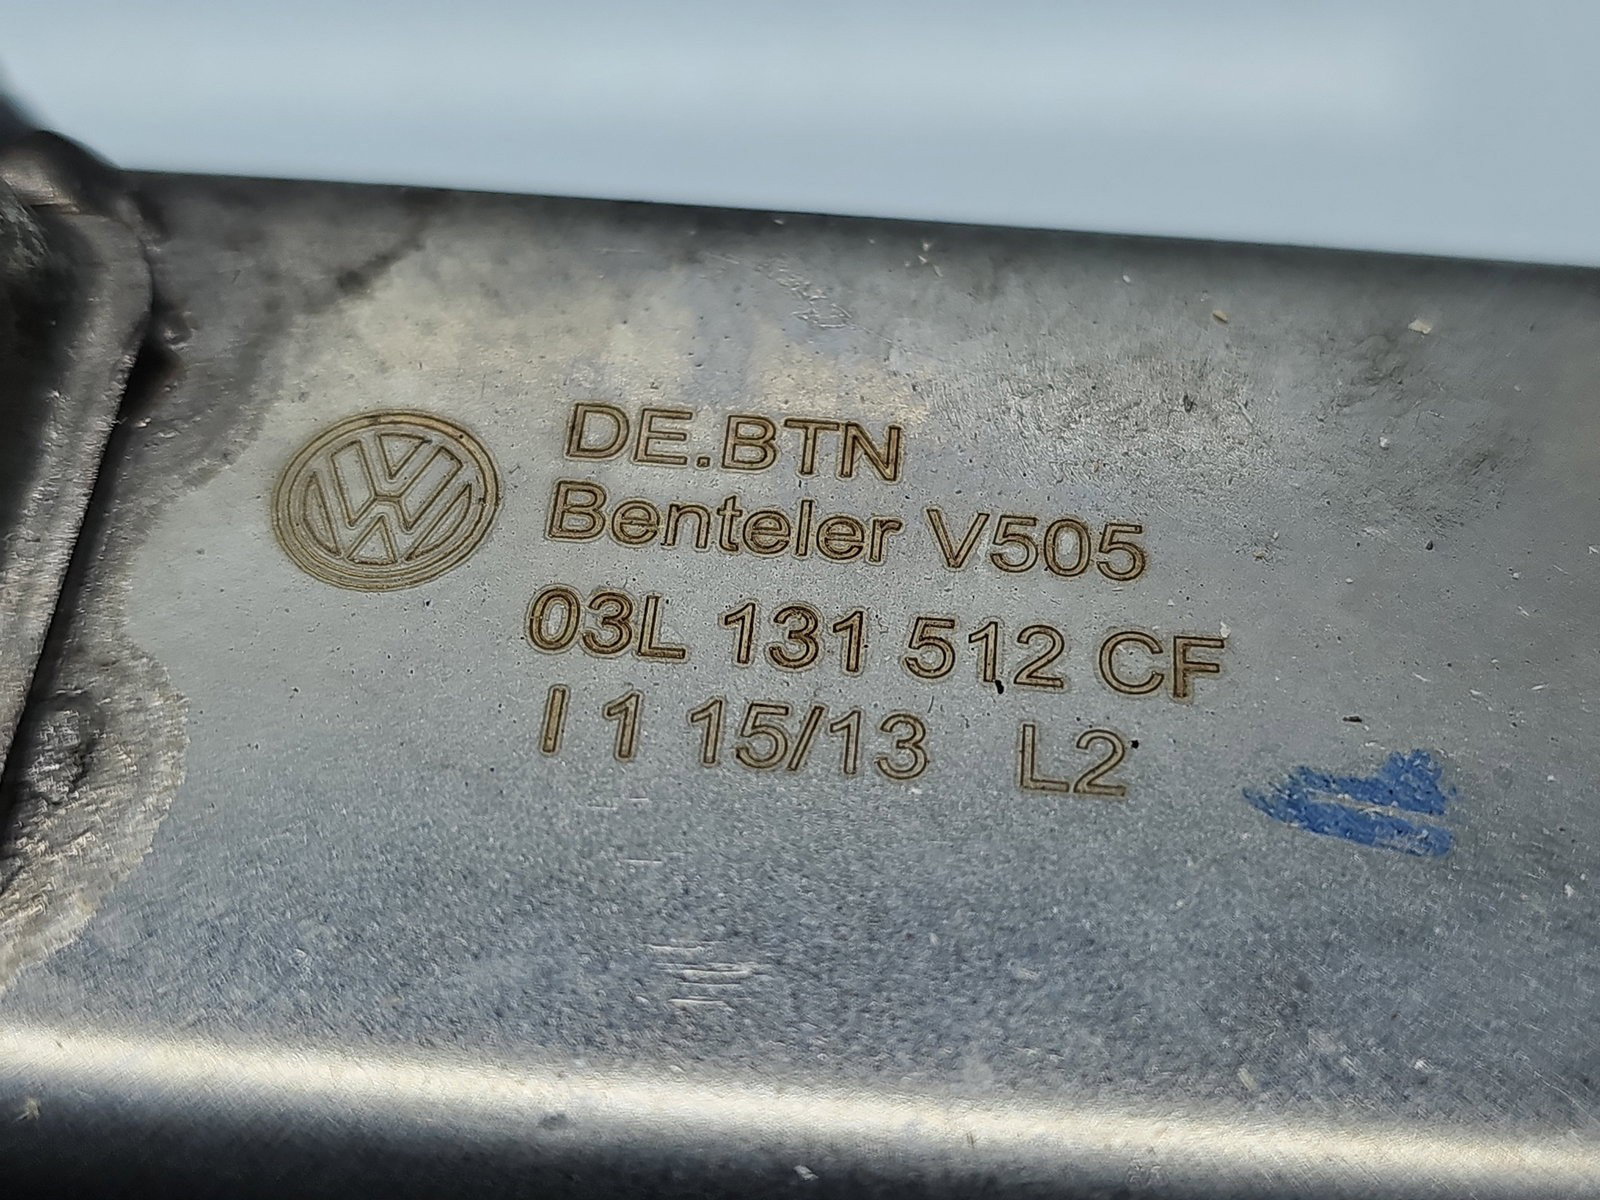 DE.BTN
Benteler V505
03L 131 512 CF
I 1 15/13 L2